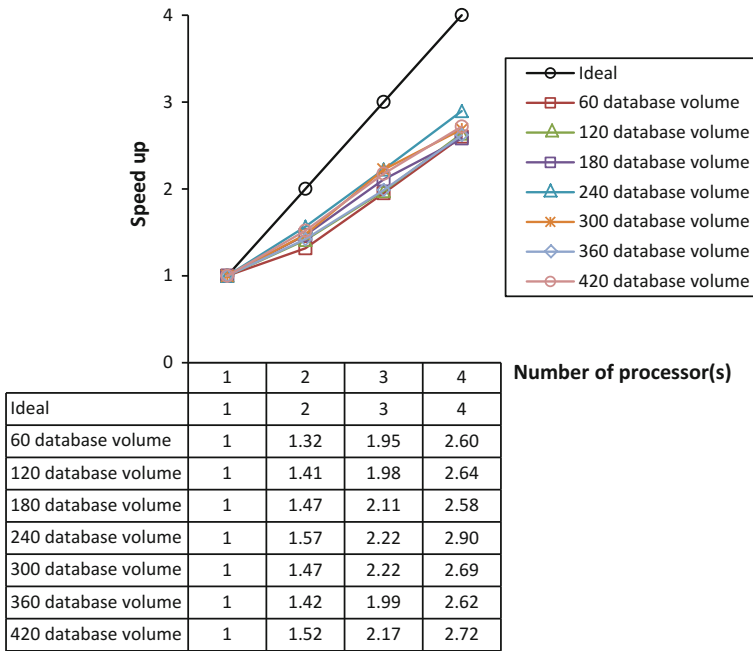 4
3
2
1
0
Speed up
Ideal
60 database volume
120 database volume
180 database volume
240 database volume
300 database volume
360 database volume
420 database volume
Number of processor(s)
1 2 3 4
Ideal 1 2 3 4
60 database volume 1 1.32 1.95 2.60
120 database volume 1 1.41 1.98 2.64
180 database volume 1 1.47 2.11 2.58
240 database volume 1 1.57 2.22 2.90
300 database volume 1 1.47 2.22 2.69
360 database volume 1 1.42 1.99 2.62
420 database volume 1 1.52 2.17 2.72